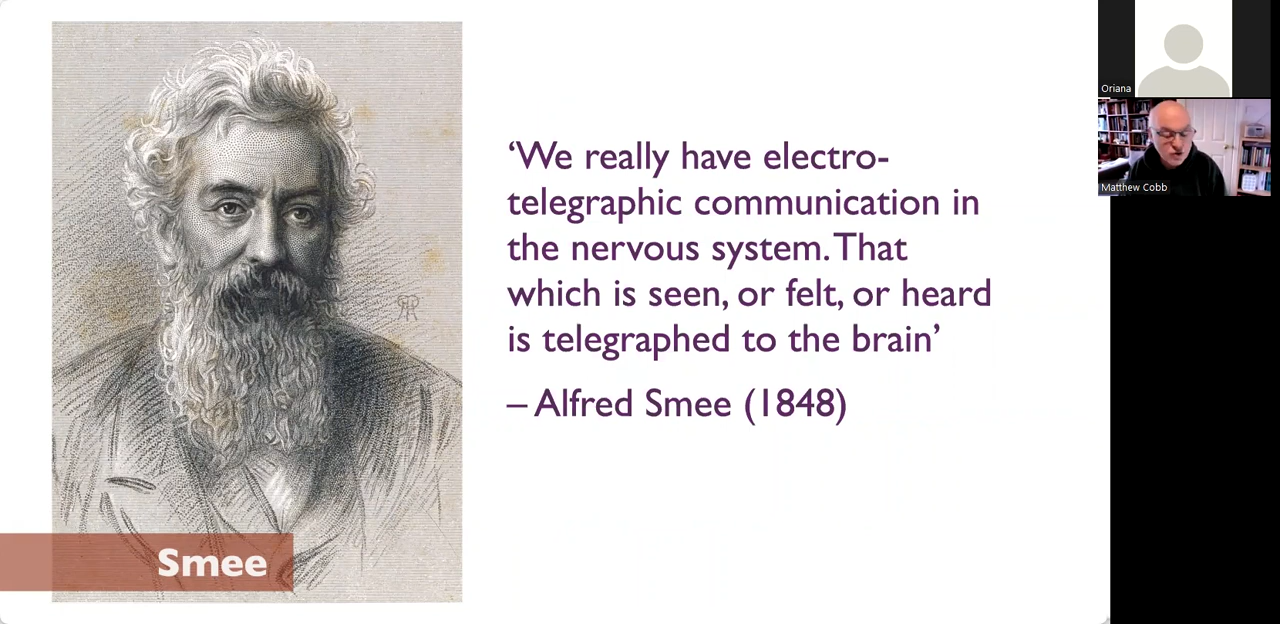 ‘We really have electro-
telegraphic communication in
the nervous system. That
which is seen, or felt, or heard
is telegraphed to the brain’
– Alfred Smee (1848)
Smee
Oriana
Matthew Cobb